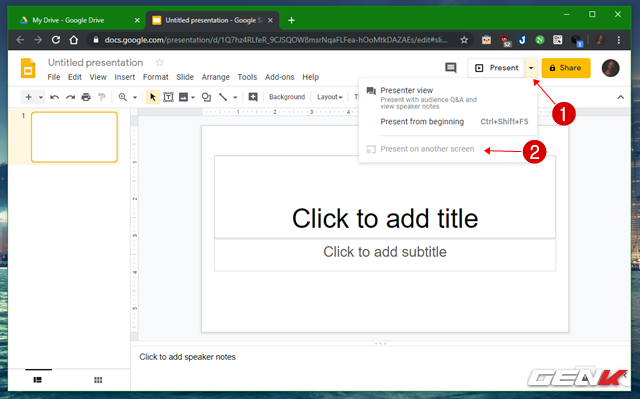 My Drive - Google Drive
Untitled presentation - Google Sl
docs.google.com/presentation/d/1Q7hz4RLfeR_9CJSQOW8msrNqaFLFea-hOoMtkDAZAEs/edit#sli...
52
Untitled presentation
File Edit View Insert Format Slide Arrange Tools Add-ons Help
Present
Share
Background Layout
Presenter view
Present with audience Q&A and
view speaker notes
Present from beginning Ctrl+Shift+F5
Present on another screen
1
2
1
Click to add title
Click to add subtitle
Click to add speaker notes
GENK